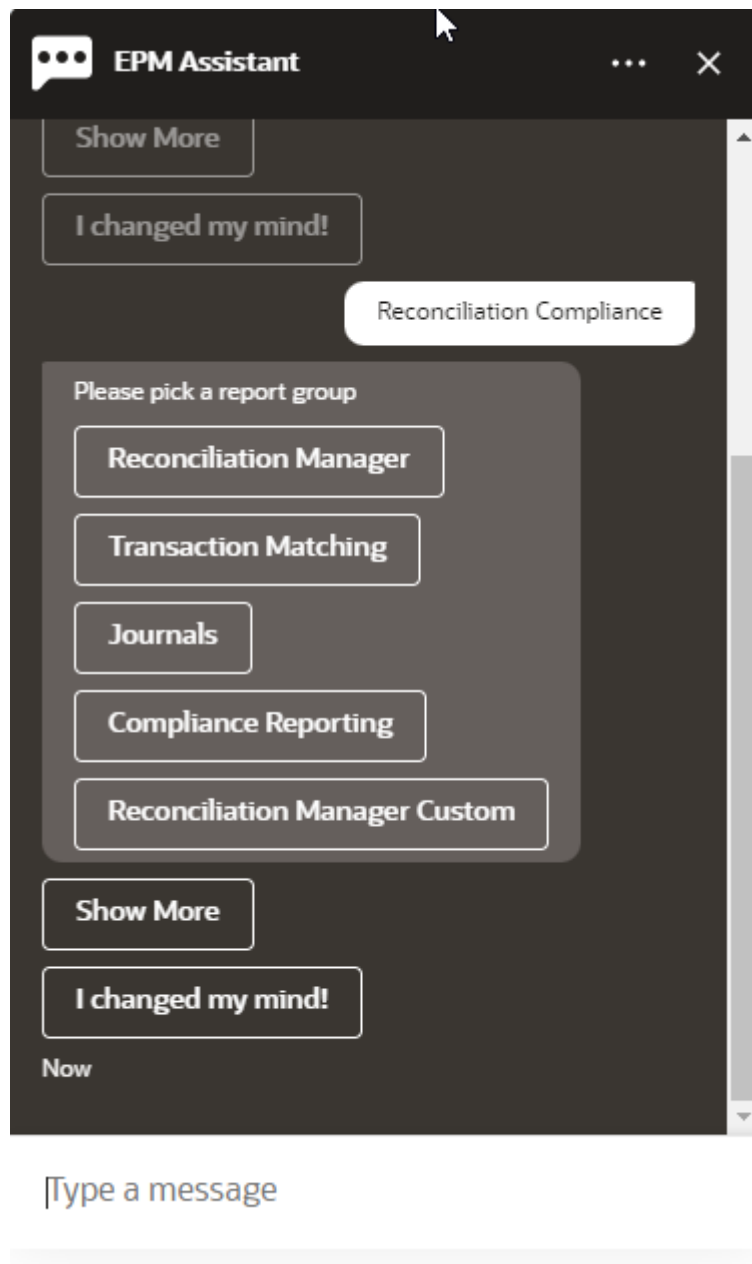 EPM Assistant
Show More
I changed my mind!
Reconciliation Compliance
Please pick a report group
Reconciliation Manager
Transaction Matching
Journals
Compliance Reporting
Reconciliation Manager Custom
Show More
I changed my mind!
Now
Type a message